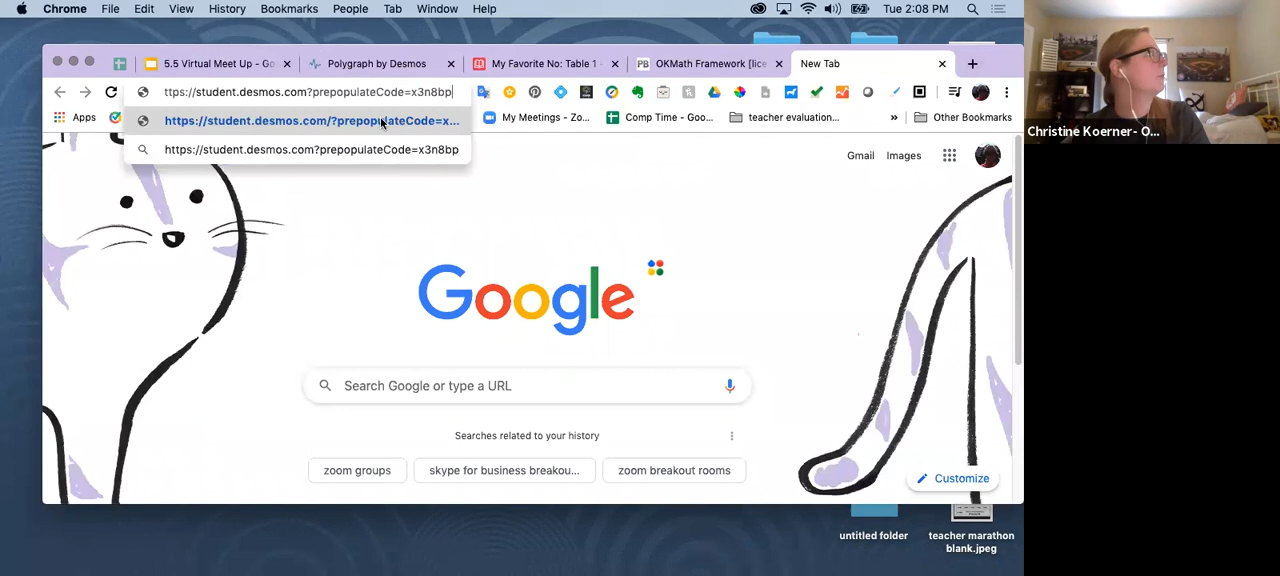 Chrome File Edit View History Bookmarks People Tab Window Help Tue 2:08 PM
5.5 Virtual Meet Up - Go Polygraph by Desmos My Favorite No: Table 1 - PB OKMath Framework [lice New Tab
ttps://student.desmos.com?prepopulateCode=x3n8bp
https://student.desmos.com/?prepopulateCode=x...
https://student.desmos.com?prepopulateCode=x3n8bp
Apps My Meetings - Zo... Comp Time - Goo... teacher evaluation... » Other Bookmarks
Gmail Images
Christine Koerner- O...
Google
Search Google or type a URL
Searches related to your history
zoom groups skype for business breakou... zoom breakout rooms
Customize
untitled folder
teacher marathon
blank.jpeg